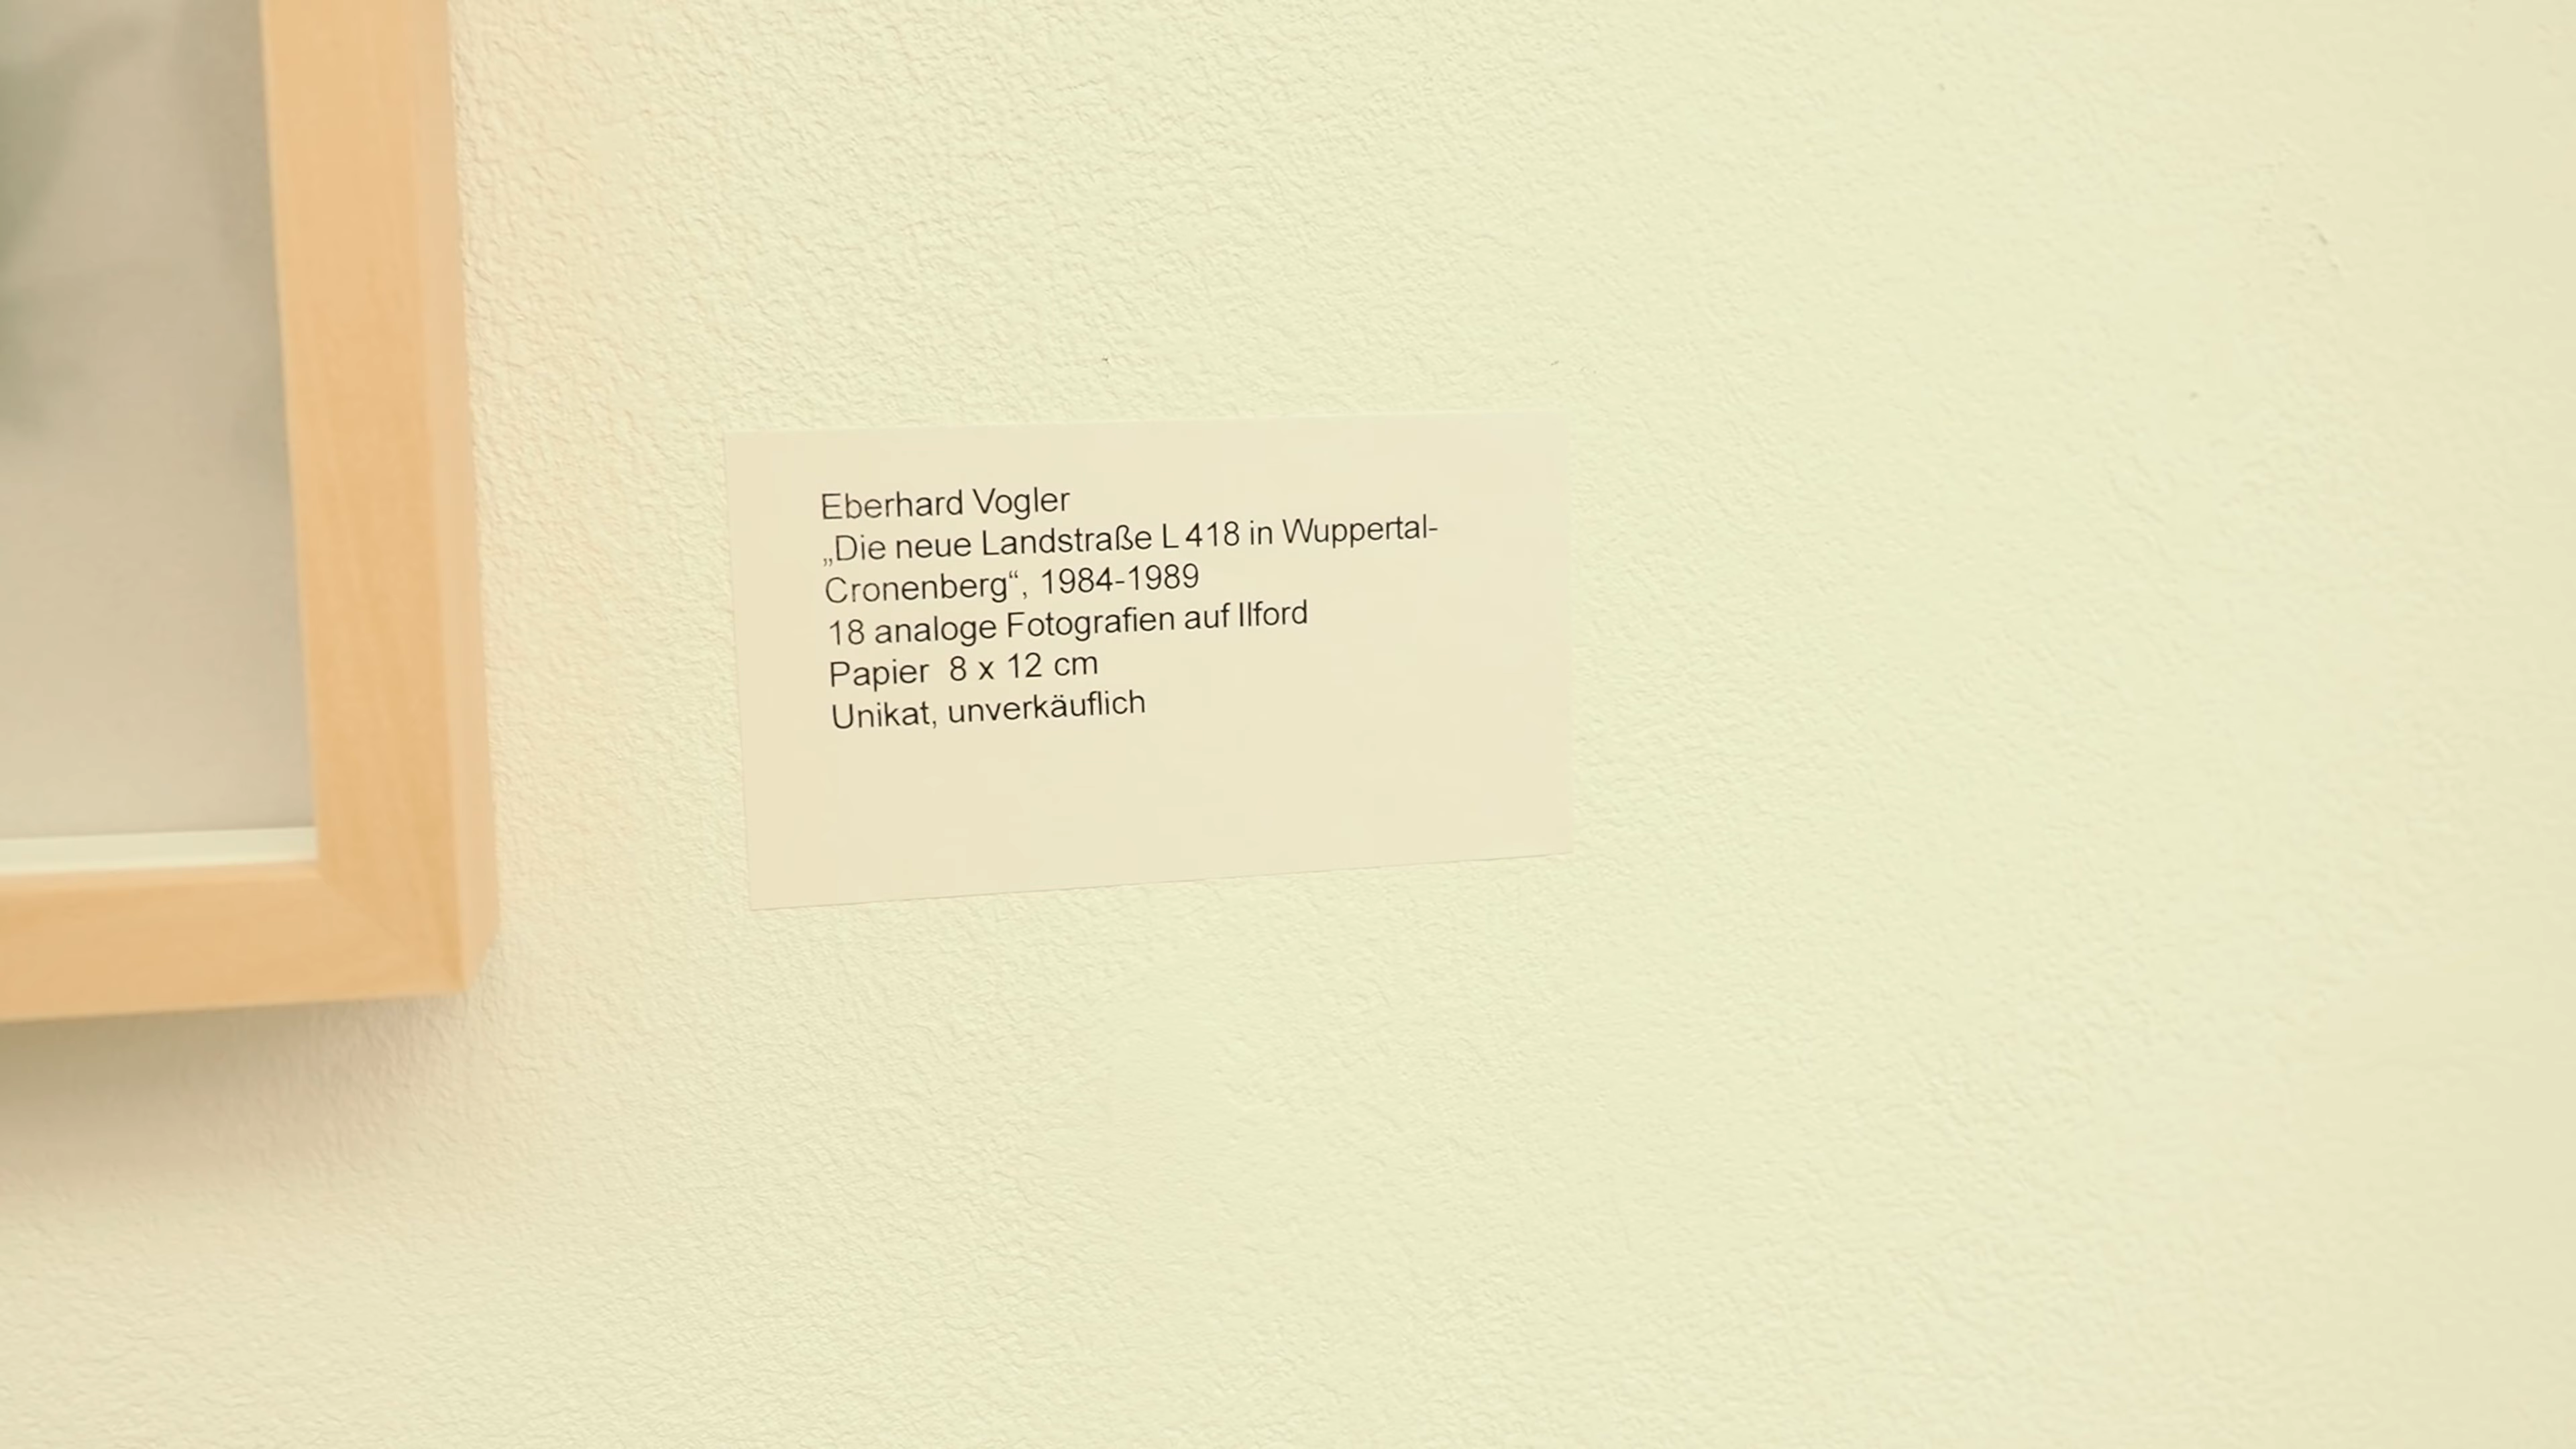 Eberhard Vogler
„Die neue Landstraße L 418 in Wuppertal-
Cronenberg“, 1984-1989
18 analoge Fotografien auf Ilford
Papier  8 x 12 cm
Unikat, unverkäuflich